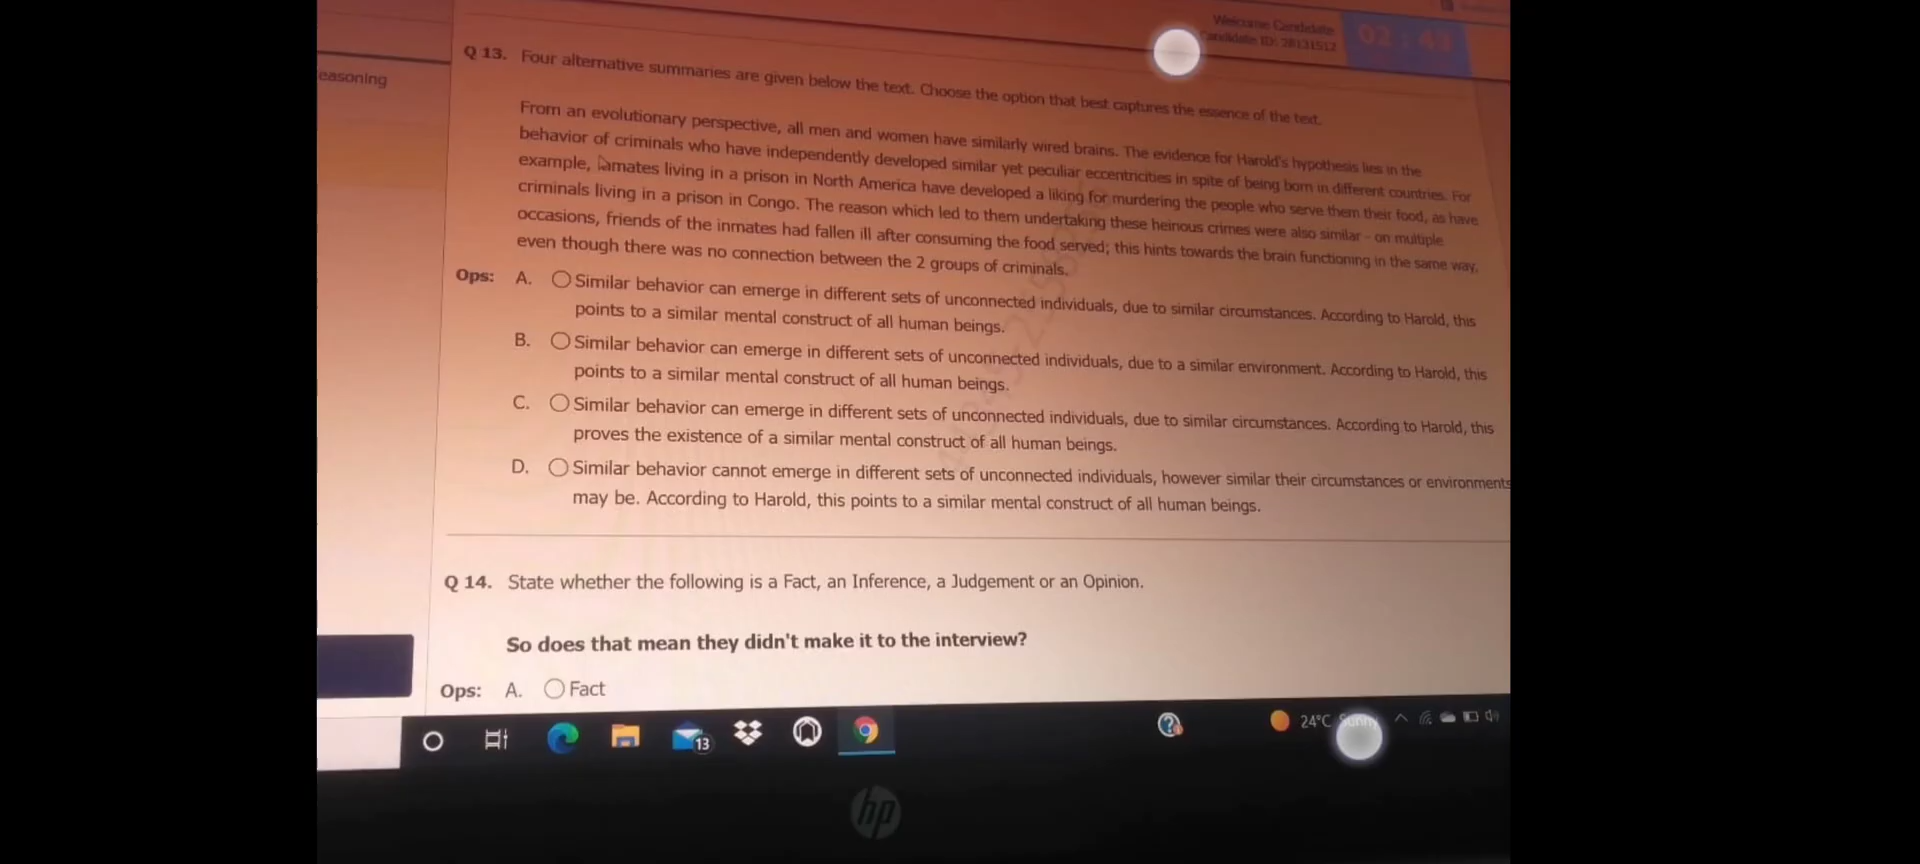 Welcome Candidate
Candidate ID: 28131512
02 : 43
easoning
Q 13. Four alternative summaries are given below the text. Choose the option that best captures the essence of the text.
From an evolutionary perspective, all men and women have similarly wired brains. The evidence for Harold's hypothesis lies in the
behavior of criminals who have independently developed similar yet peculiar eccentricities in spite of being born in different countries. For
example, inmates living in a prison in North America have developed a liking for murdering the people who serve them their food, as have
criminals living in a prison in Congo. The reason which led to them undertaking these heinous crimes were also similar - on multiple
occasions, friends of the inmates had fallen ill after consuming the food served; this hints towards the brain functioning in the same way,
even though there was no connection between the 2 groups of criminals.
Ops: A. Similar behavior can emerge in different sets of unconnected individuals, due to similar circumstances. According to Harold, this
points to a similar mental construct of all human beings.
B. Similar behavior can emerge in different sets of unconnected individuals, due to a similar environment. According to Harold, this
points to a similar mental construct of all human beings.
C. Similar behavior can emerge in different sets of unconnected individuals, due to similar circumstances. According to Harold, this
proves the existence of a similar mental construct of all human beings.
D. Similar behavior cannot emerge in different sets of unconnected individuals, however similar their circumstances or environments
may be. According to Harold, this points to a similar mental construct of all human beings.
Q 14. State whether the following is a Fact, an Inference, a Judgement or an Opinion.
So does that mean they didn't make it to the interview?
Ops: A. Fact
13
24°C Sunny
hp